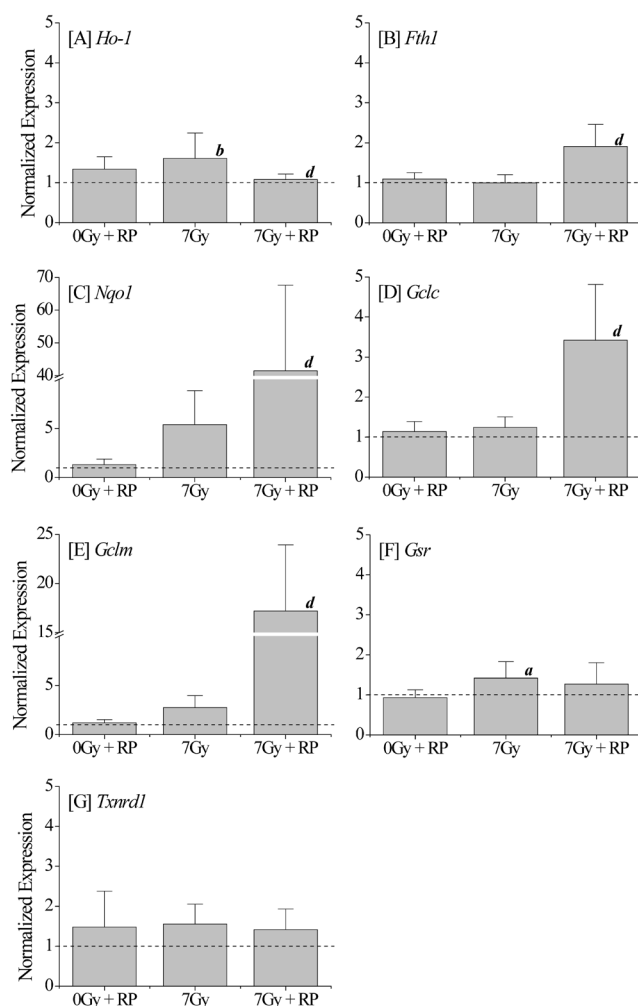 [A] Ho-1
[B] Fth1
Normalized Expression
5
4
3
2
1
0
b
d
0Gy + RP
7Gy
7Gy + RP
5
4
3
2
1
0
d
0Gy + RP
7Gy
7Gy + RP
[C] Nqo1
[D] Gclc
Normalized Expression
70
60
50
40
5
0
d
0Gy + RP
7Gy
7Gy + RP
5
4
3
2
1
0
d
0Gy + RP
7Gy
7Gy + RP
[E] Gclm
[F] Gsr
Normalized Expression
25
20
15
5
0
d
0Gy + RP
7Gy
7Gy + RP
5
4
3
2
1
0
a
0Gy + RP
7Gy
7Gy + RP
[G] Txnrd1
Normalized Expression
5
4
3
2
1
0
0Gy + RP
7Gy
7Gy + RP